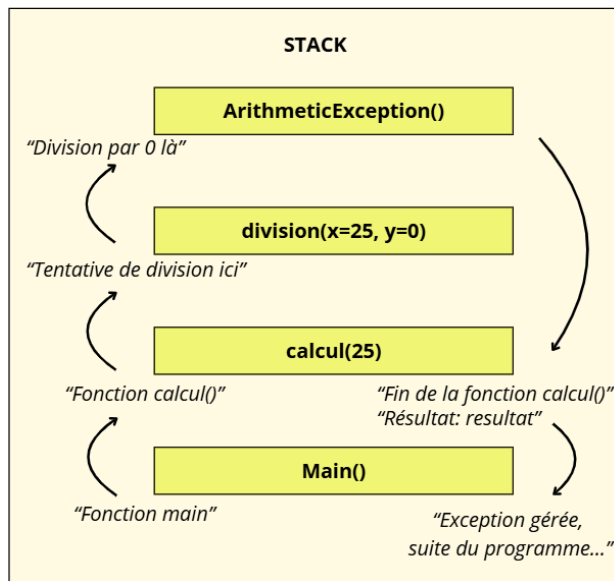 STACK
ArithmeticException()
“Division par 0 là”
division(x=25, y=0)
“Tentative de division ici”
calcul(25)
“Fonction calcul()”
“Fin de la fonction calcul()”
“Résultat: resultat”
Main()
“Fonction main”
“Exception gérée,
suite du programme...”